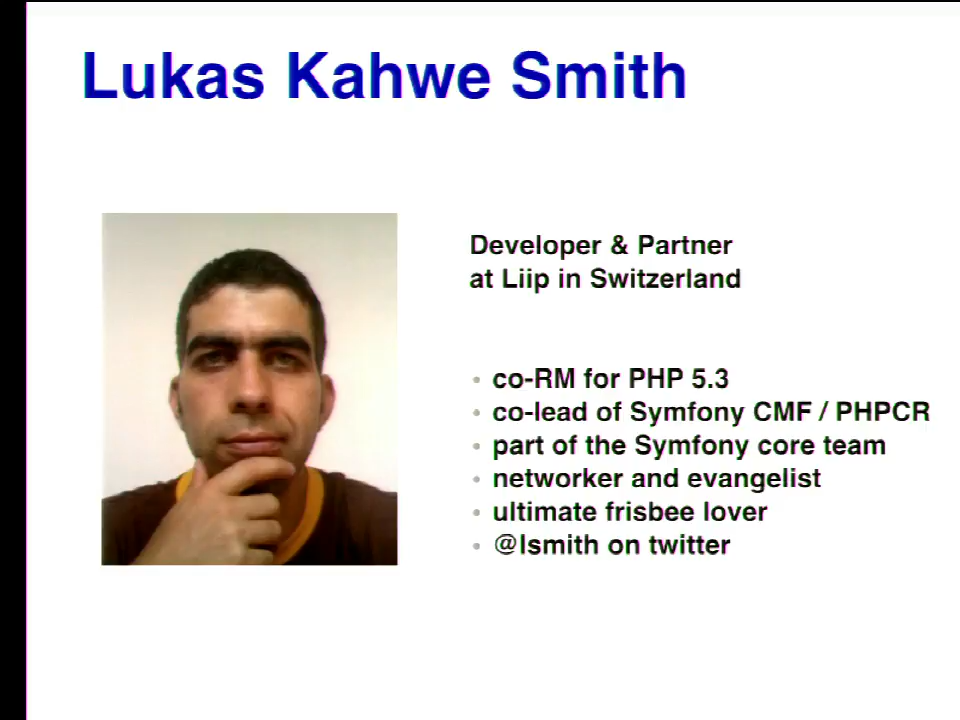 Lukas Kahwe Smith
Developer & Partner
at Liip in Switzerland
co-RM for PHP 5.3
co-lead of Symfony CMF / PHPCR
part of the Symfony core team
networker and evangelist
ultimate frisbee lover
@lsmith on twitter